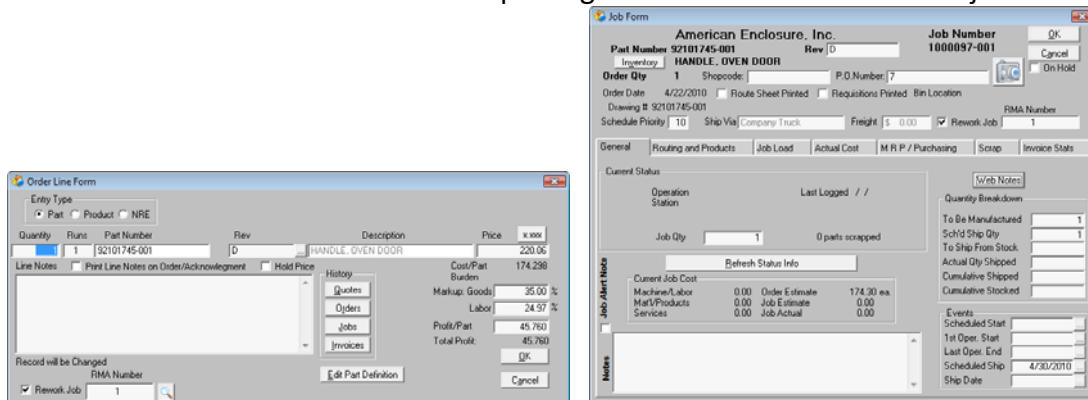 Order Line Form
Entry Type
Part Product NRE
Quantity Runs Part Number Rev Description Price x.xxx
1 1 92101745-001 D ... HANDLE, OVEN DOOR 220.06
Line Notes Print Line Notes on Order/Acknowlegment Hold Price
History
Quotes
Orders
Jobs
Invoices
Cost/Part 174.298
Burden
Markup: Goods 35.00 %
Labor 24.97 %
Profit/Part 45.760
Total Profit: 45.760
OK
Cancel
Edit Part Definition
Record will be Changed
RMA Number
Rework Job 1
Job Form
American Enclosure, Inc.
Job Number
1000097-001
OK
Cancel
On Hold
Part Number 92101745-001 Rev D
Inventory HANDLE, OVEN DOOR
Order Qty 1 Shopcode: P.O.Number: 7
Order Date 4/22/2010 Route Sheet Printed Requisitions Printed Bin Location
Drawing # 92101745-001
RMA Number
Schedule Priority 10 Ship Via Company Truck Freight $ 0.00 Rework Job 1
General Routing and Products Job Load Actual Cost M R P / Purchasing Scrap Invoice Stats
Current Status
Operation Last Logged / /
Station
Job Qty 1 0 parts scrapped
Refresh Status Info
Current Job Cost
Machine/Labor 0.00 Order Estimate 174.30 ea.
Mat'l/Products 0.00 Job Estimate 0.00
Services 0.00 Job Actual 0.00
Job Alert Note
Notes
Web Notes
Quantity Breakdown
To Be Manufactured 1
Sch'd Ship Qty 1
To Ship From Stock
Actual Qty Shipped
Cumulative Shipped
Cumulative Stocked
Events
Scheduled Start
1st Oper. Start
Last Oper. End
Scheduled Ship 4/30/2010
Ship Date